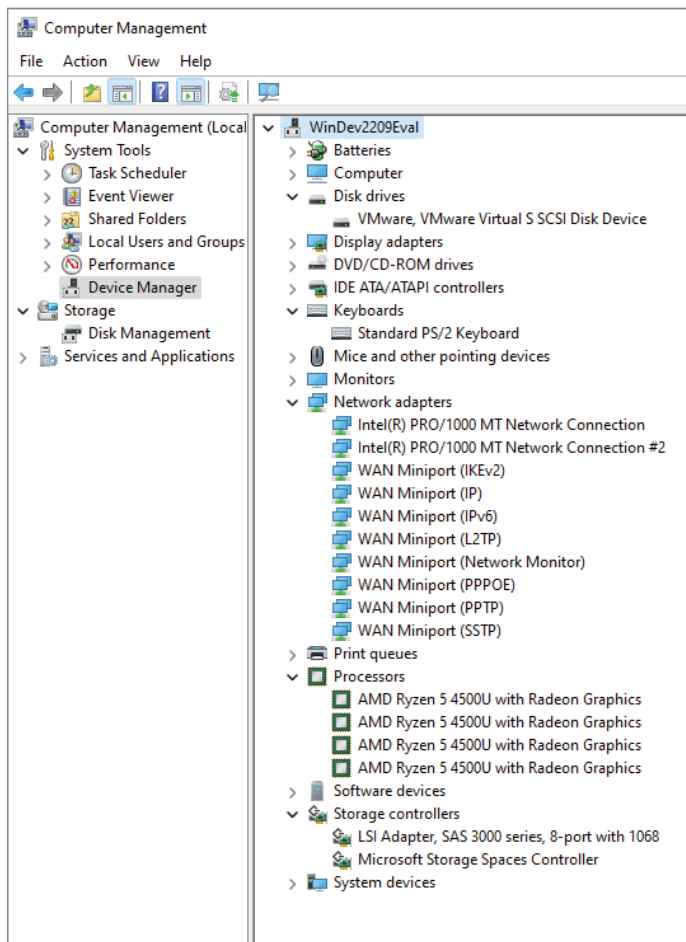 Computer Management
File Action View Help
Computer Management (Local
System Tools
Task Scheduler
Event Viewer
Shared Folders
Local Users and Groups
Performance
Device Manager
Storage
Disk Management
Services and Applications
WinDev2209Eval
Batteries
Computer
Disk drives
VMware, VMware Virtual S SCSI Disk Device
Display adapters
DVD/CD-ROM drives
IDE ATA/ATAPI controllers
Keyboards
Standard PS/2 Keyboard
Mice and other pointing devices
Monitors
Network adapters
Intel(R) PRO/1000 MT Network Connection
Intel(R) PRO/1000 MT Network Connection #2
WAN Miniport (IKEv2)
WAN Miniport (IP)
WAN Miniport (IPv6)
WAN Miniport (L2TP)
WAN Miniport (Network Monitor)
WAN Miniport (PPPOE)
WAN Miniport (PPTP)
WAN Miniport (SSTP)
Print queues
Processors
AMD Ryzen 5 4500U with Radeon Graphics
AMD Ryzen 5 4500U with Radeon Graphics
AMD Ryzen 5 4500U with Radeon Graphics
AMD Ryzen 5 4500U with Radeon Graphics
Software devices
Storage controllers
LSI Adapter, SAS 3000 series, 8-port with 1068
Microsoft Storage Spaces Controller
System devices